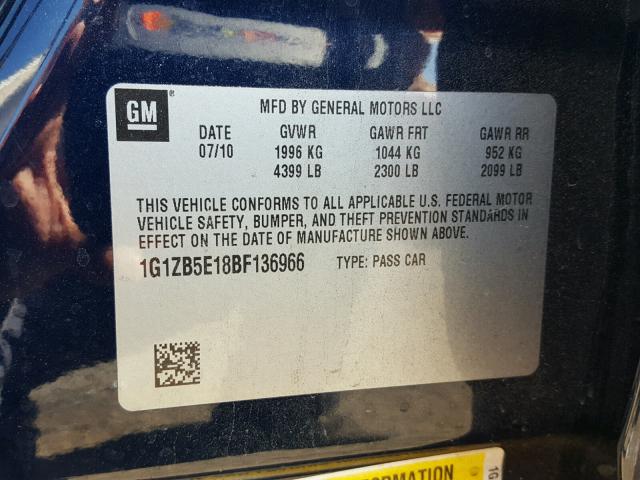 GM ®
MFD BY GENERAL MOTORS LLC
DATE GVWR GAWR FRT GAWR RR
07/10 1996 KG 1044 KG 952 KG
4399 LB 2300 LB 2099 LB
THIS VEHICLE CONFORMS TO ALL APPLICABLE U.S. FEDERAL MOTOR
VEHICLE SAFETY, BUMPER, AND THEFT PREVENTION STANDARDS IN
EFFECT ON THE DATE OF MANUFACTURE SHOWN ABOVE.
1G1ZB5E18BF136966 TYPE: PASS CAR
1G